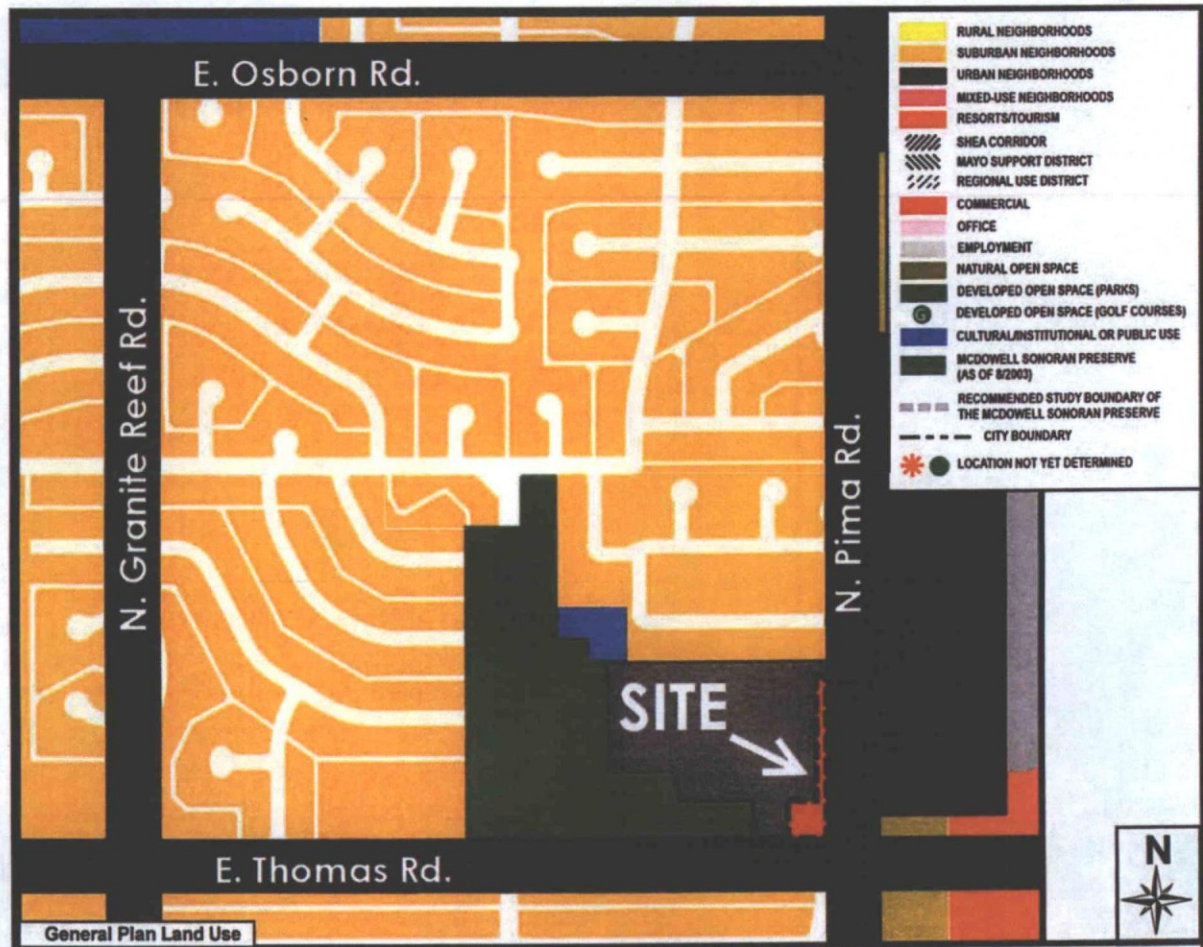 E. Osborn Rd.
N. Granite Reef Rd.
N. Pima Rd.
SITE
E. Thomas Rd.
General Plan Land Use
RURAL NEIGHBORHOODS
SUBURBAN NEIGHBORHOODS
URBAN NEIGHBORHOODS
MIXED-USE NEIGHBORHOODS
RESORTS/TOURISM
SHEA CORRIDOR
MAYO SUPPORT DISTRICT
REGIONAL USE DISTRICT
COMMERCIAL
OFFICE
EMPLOYMENT
NATURAL OPEN SPACE
DEVELOPED OPEN SPACE (PARKS)
G DEVELOPED OPEN SPACE (GOLF COURSES)
CULTURAL/INSTITUTIONAL OR PUBLIC USE
MCDOWELL SONORAN PRESERVE
(AS OF 8/2003)
RECOMMENDED STUDY BOUNDARY OF
THE MCDOWELL SONORAN PRESERVE
CITY BOUNDARY
LOCATION NOT YET DETERMINED
N